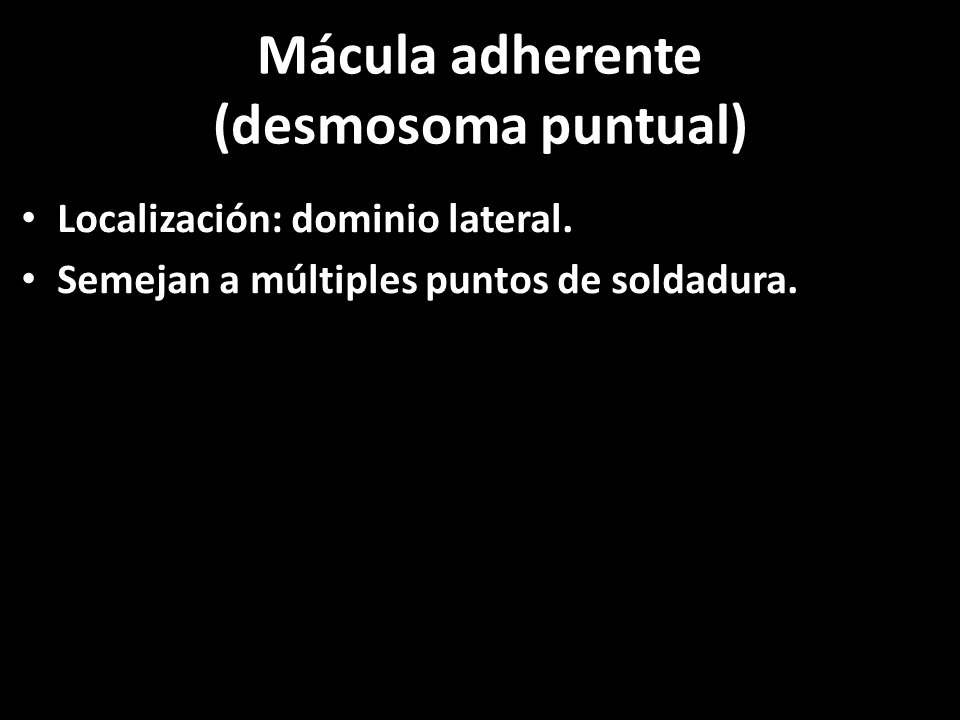 Mácula adherente
(desmosoma puntual)
• Localización: dominio lateral.
• Semejan a múltiples puntos de soldadura.